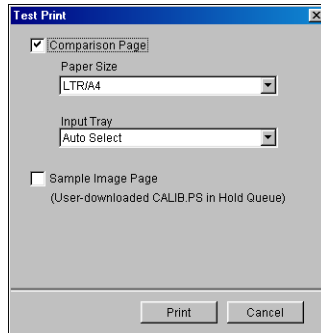 Test Print
Comparison Page
Paper Size
LTR/A4
Input Tray
Auto Select
Sample Image Page
(User-downloaded CALIB.PS in Hold Queue)
Print Cancel